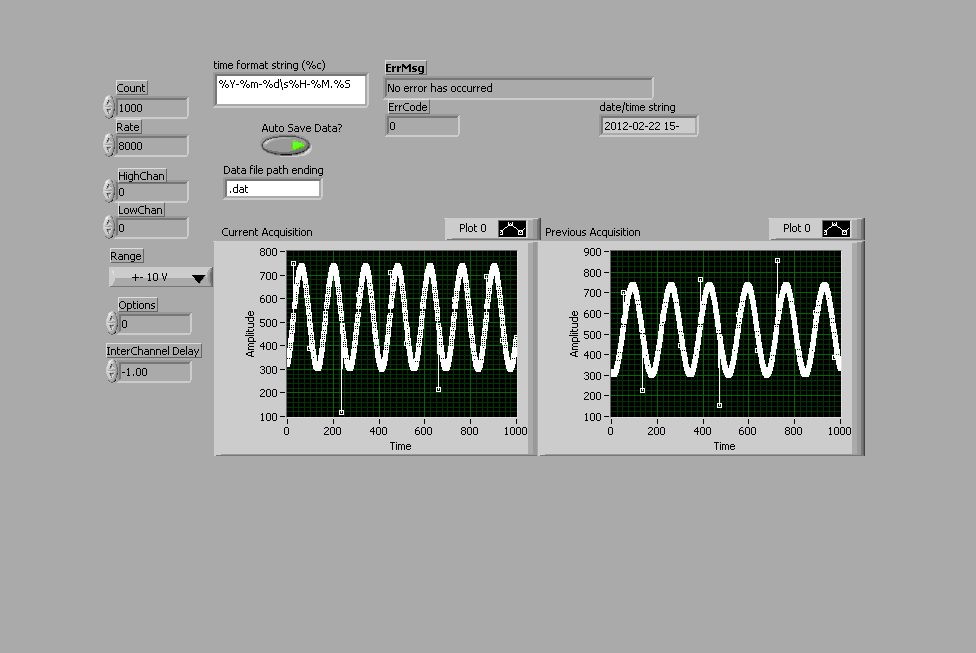 time format string (%c)
%Y-%m-%d\s%H-%M.%S
ErrMsg
No error has occurred
ErrCode
0
date/time string
2012-02-22 15-
Count
1000
Rate
8000
Auto Save Data?
Data file path ending
.dat
HighChan
0
LowChan
0
Range
+- 10 V
Options
0
InterChannel Delay
-1.00
Current Acquisition
Plot 0
800
700
600
500
400
300
200
100
Amplitude
0
200
400
600
800
1000
Time
Previous Acquisition
Plot 0
900
800
700
600
500
400
300
200
100
Amplitude
0
200
400
600
800
1000
Time